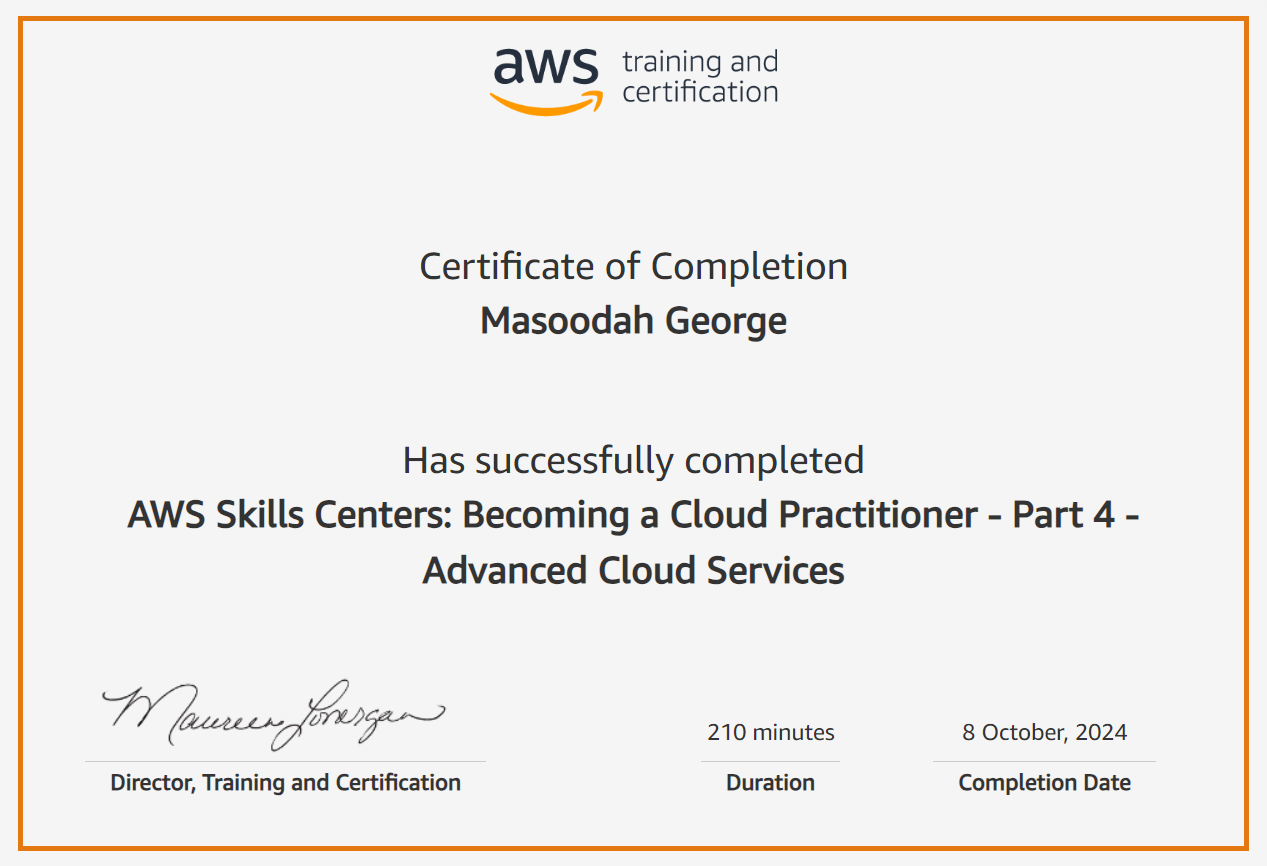 aws training and
certification
Certificate of Completion
Masoodah George
Has successfully completed
AWS Skills Centers: Becoming a Cloud Practitioner - Part 4 -
Advanced Cloud Services
Maureen Lonergan
210 minutes
8 October, 2024
Director, Training and Certification
Duration
Completion Date